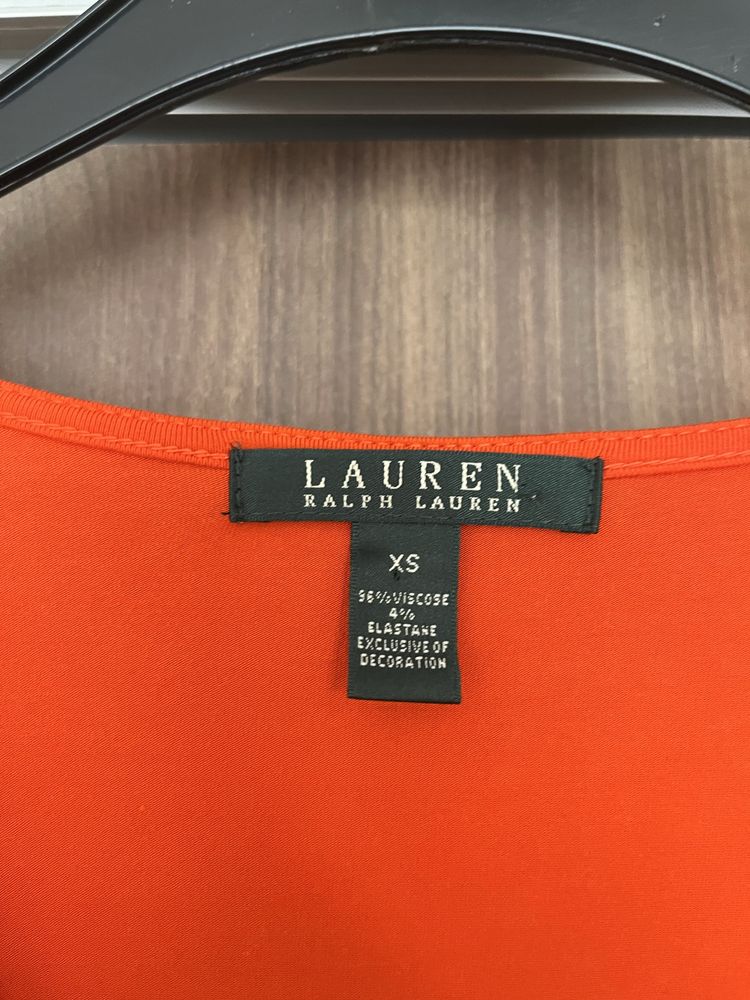 LAUREN
RALPH LAUREN
XS
96% VISCOSE
4%
ELASTANE
EXCLUSIVE OF
DECORATION